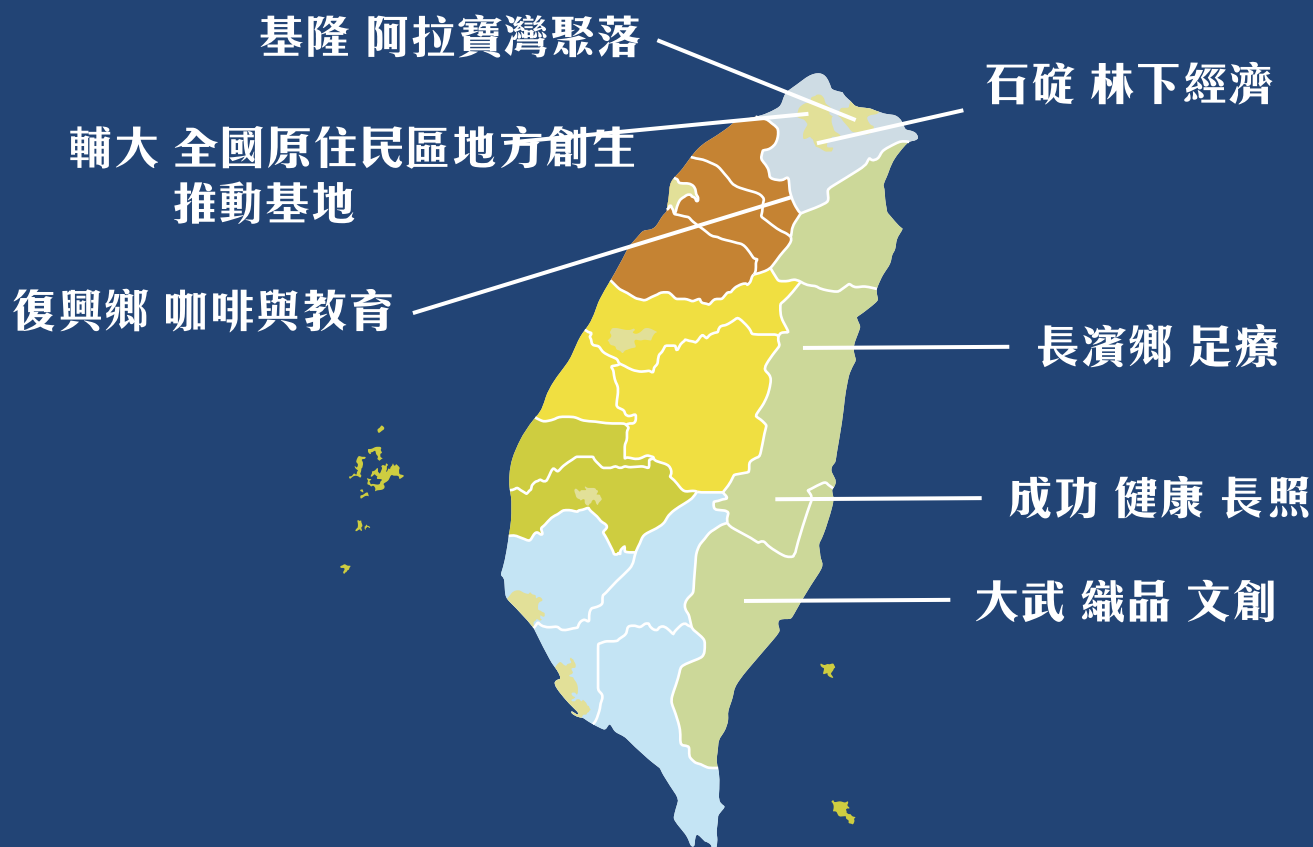 基隆 阿拉寶灣聚落
石碇 林下經濟
輔大 全國原住民區地方創生
推動基地
復興鄉 咖啡與教育
長濱鄉 足療
成功 健康 長照
大武 織品 文創